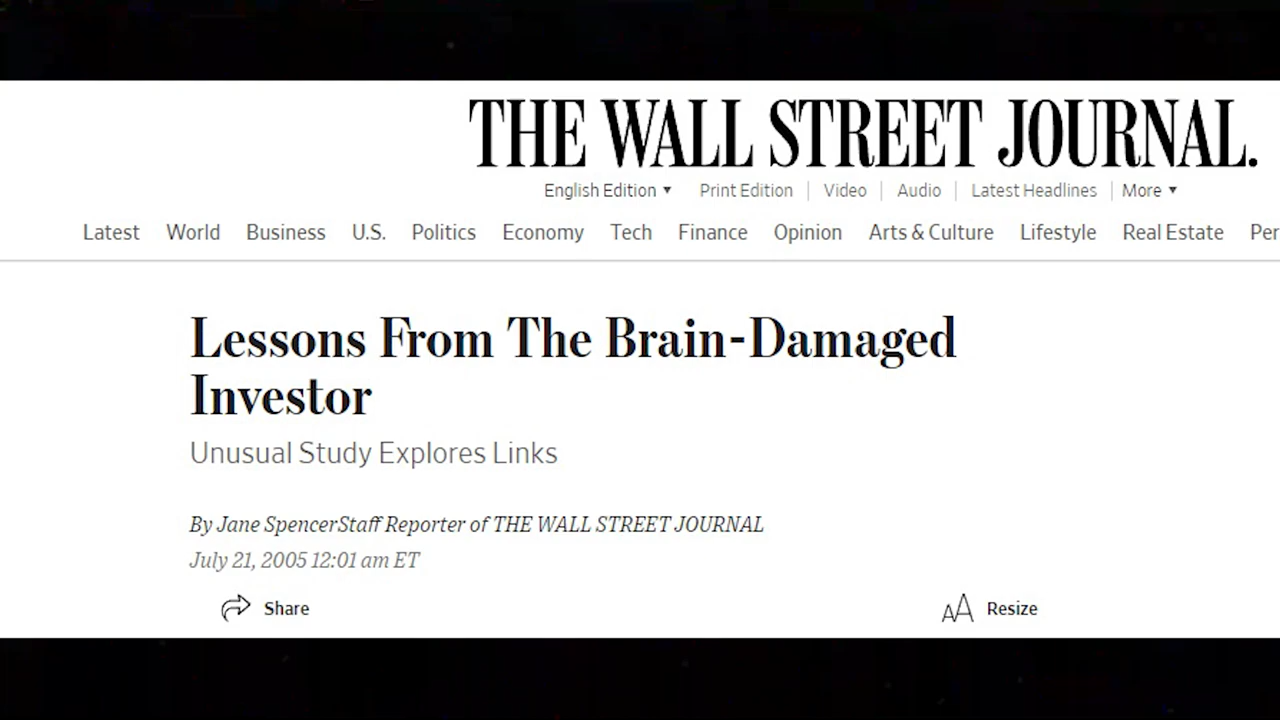 THE WALL STREET JOURNAL.
English Edition ▼ Print Edition | Video | Audio | Latest Headlines | More ▼
Latest World Business U.S. Politics Economy Tech Finance Opinion Arts & Culture Lifestyle Real Estate Per
Lessons From The Brain-Damaged
Investor
Unusual Study Explores Links
By Jane SpencerStaff Reporter of THE WALL STREET JOURNAL
July 21, 2005 12:01 am ET
Share AA Resize